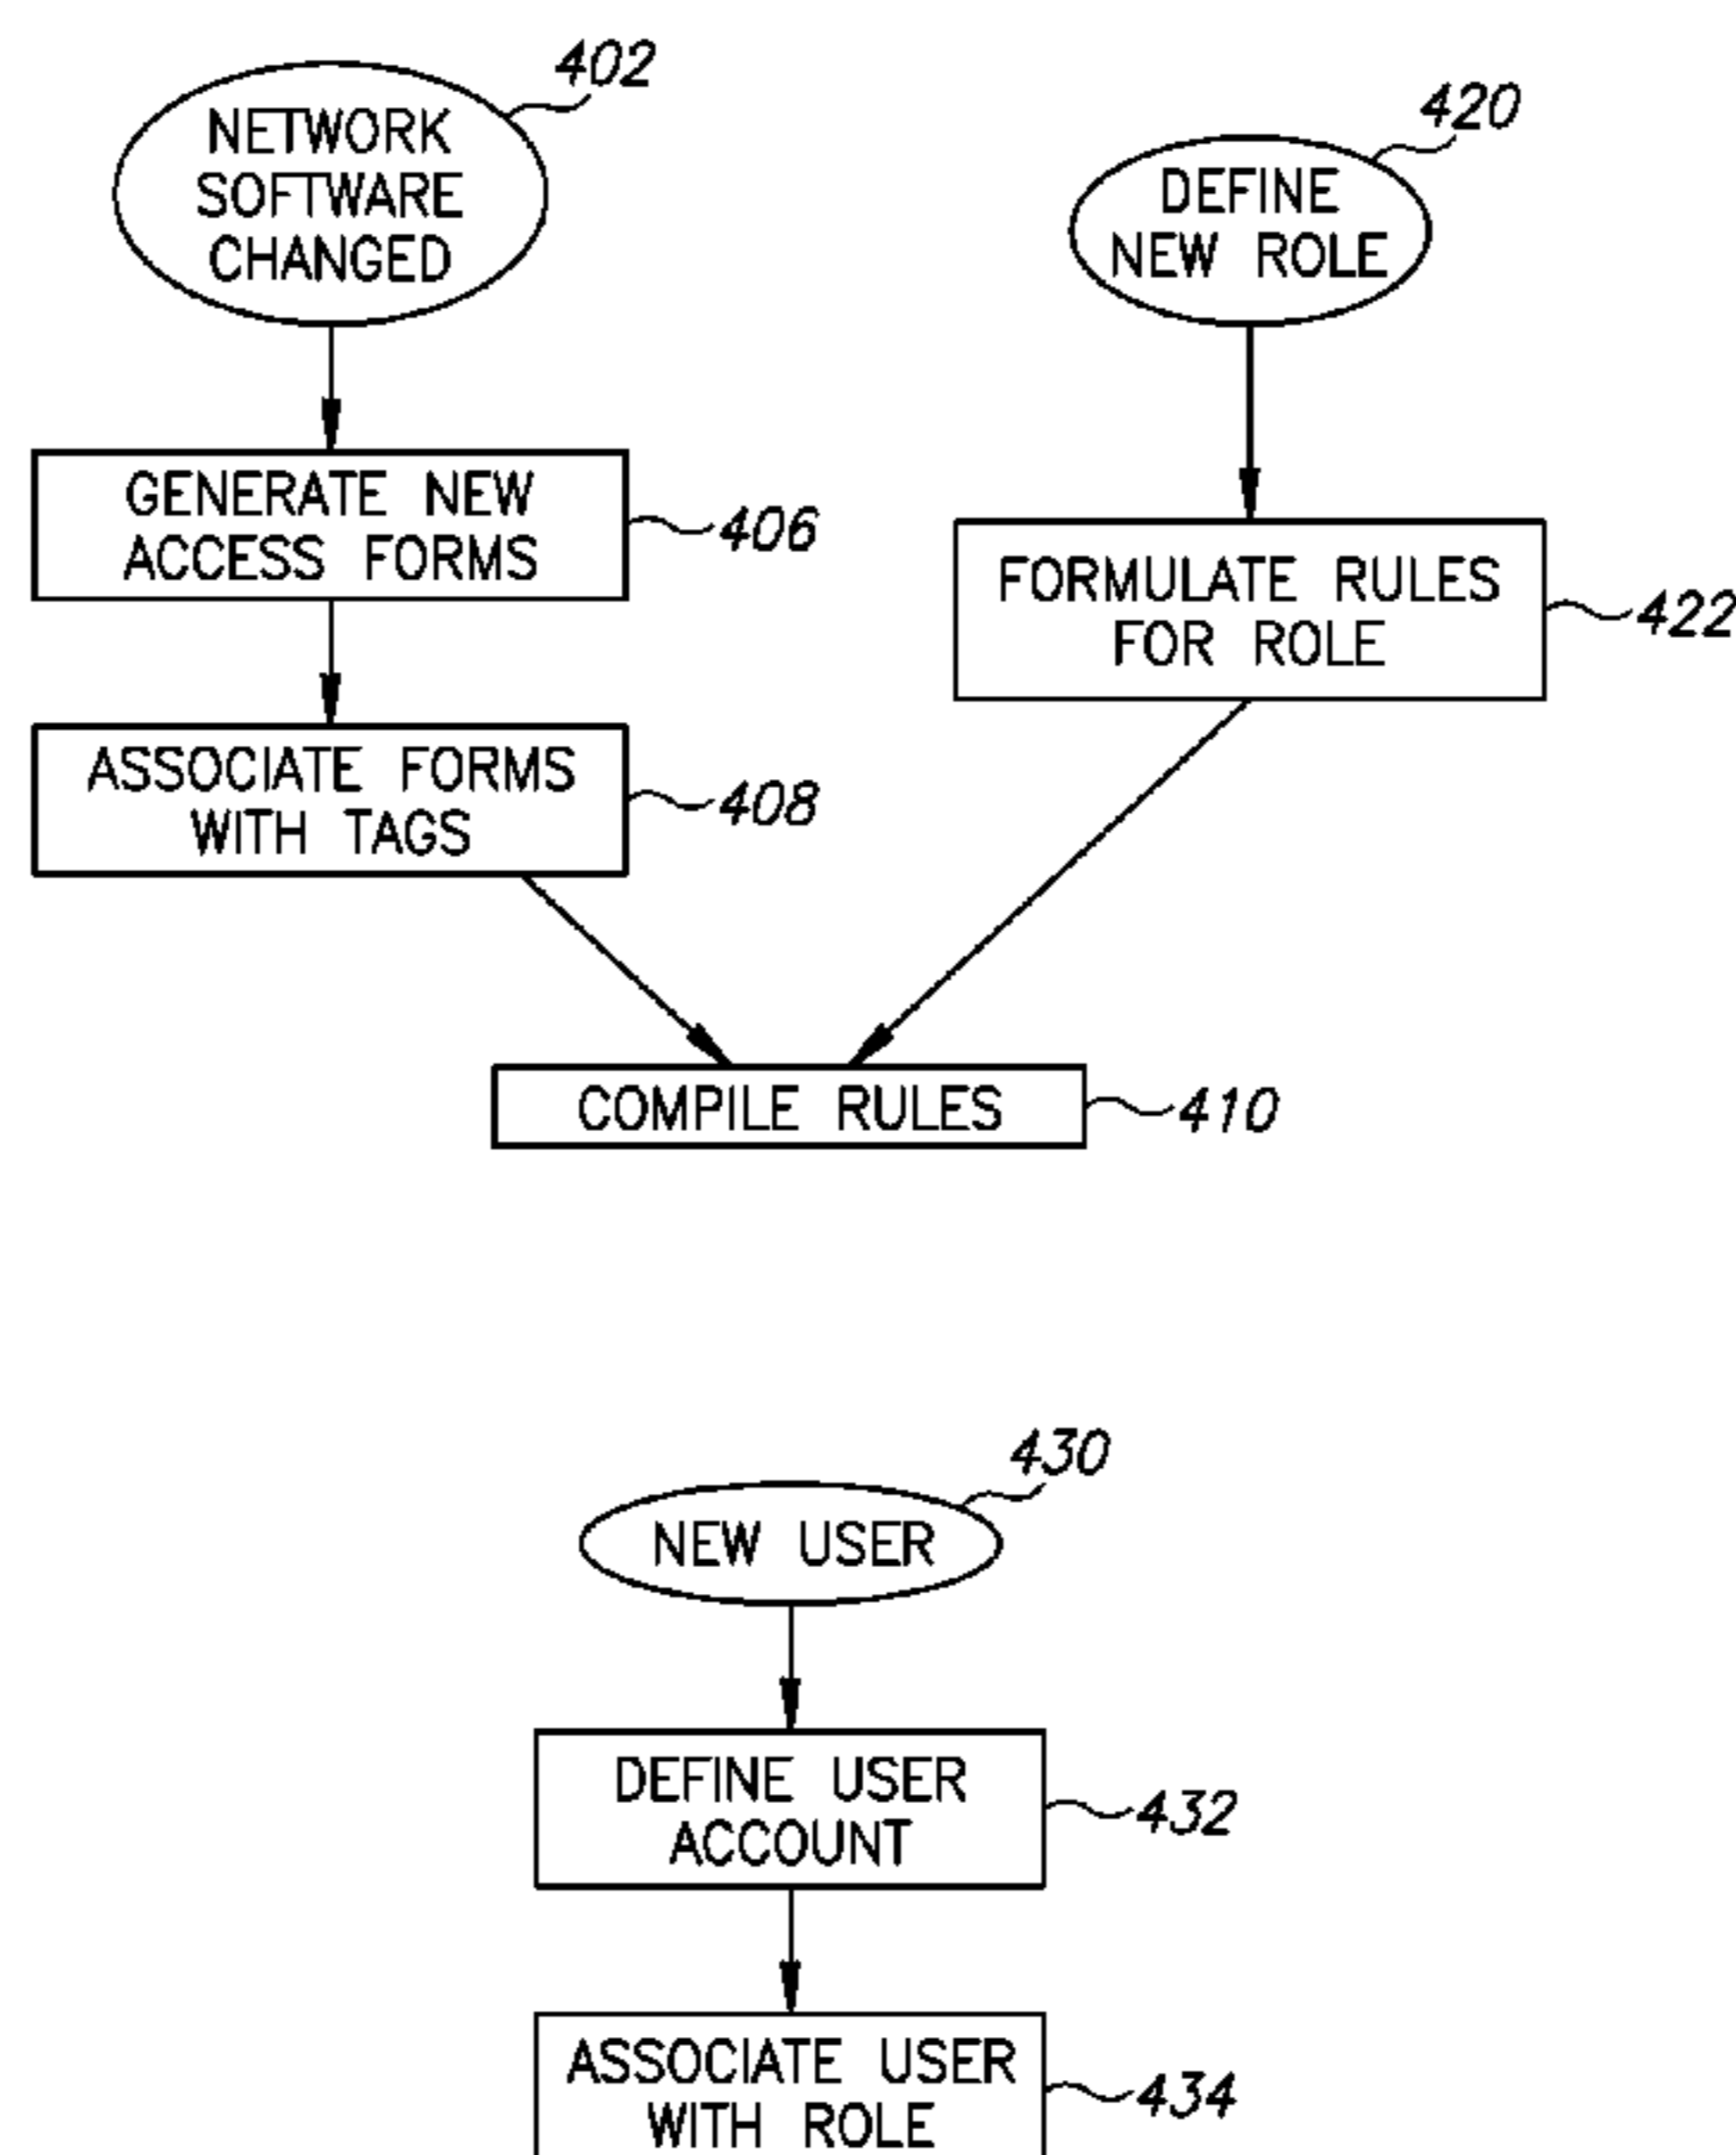 402
NETWORK
SOFTWARE
CHANGED
420
DEFINE
NEW ROLE
GENERATE NEW
ACCESS FORMS
406
FORMULATE RULES
FOR ROLE
422
ASSOCIATE FORMS
WITH TAGS
408
COMPILE RULES
410
430
NEW USER
DEFINE USER
ACCOUNT
432
ASSOCIATE USER
WITH ROLE
434